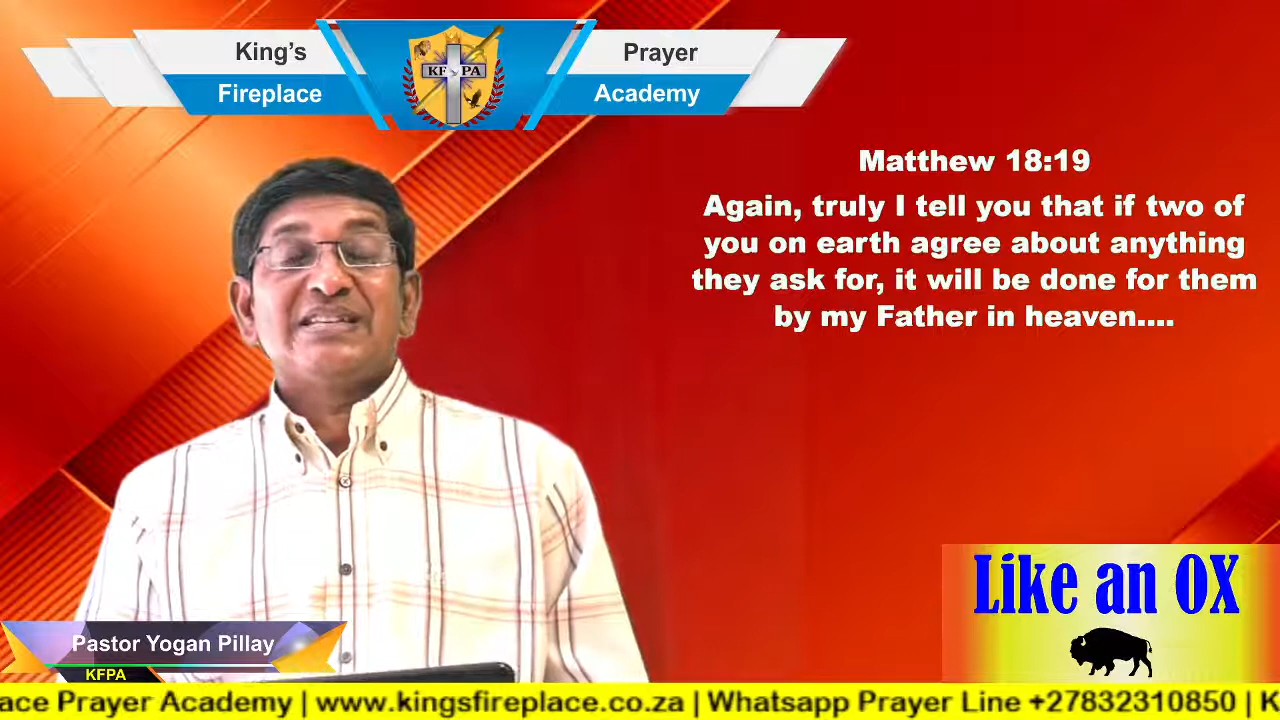 King's Prayer
Fireplace Academy
KF PA
Matthew 18:19
Again, truly I tell you that if two of
you on earth agree about anything
they ask for, it will be done for them
by my Father in heaven....
Like an OX
Pastor Yogan Pillay
KFPA
ace Prayer Academy | www.kingsfireplace.co.za | Whatsapp Prayer Line +27832310850 | K